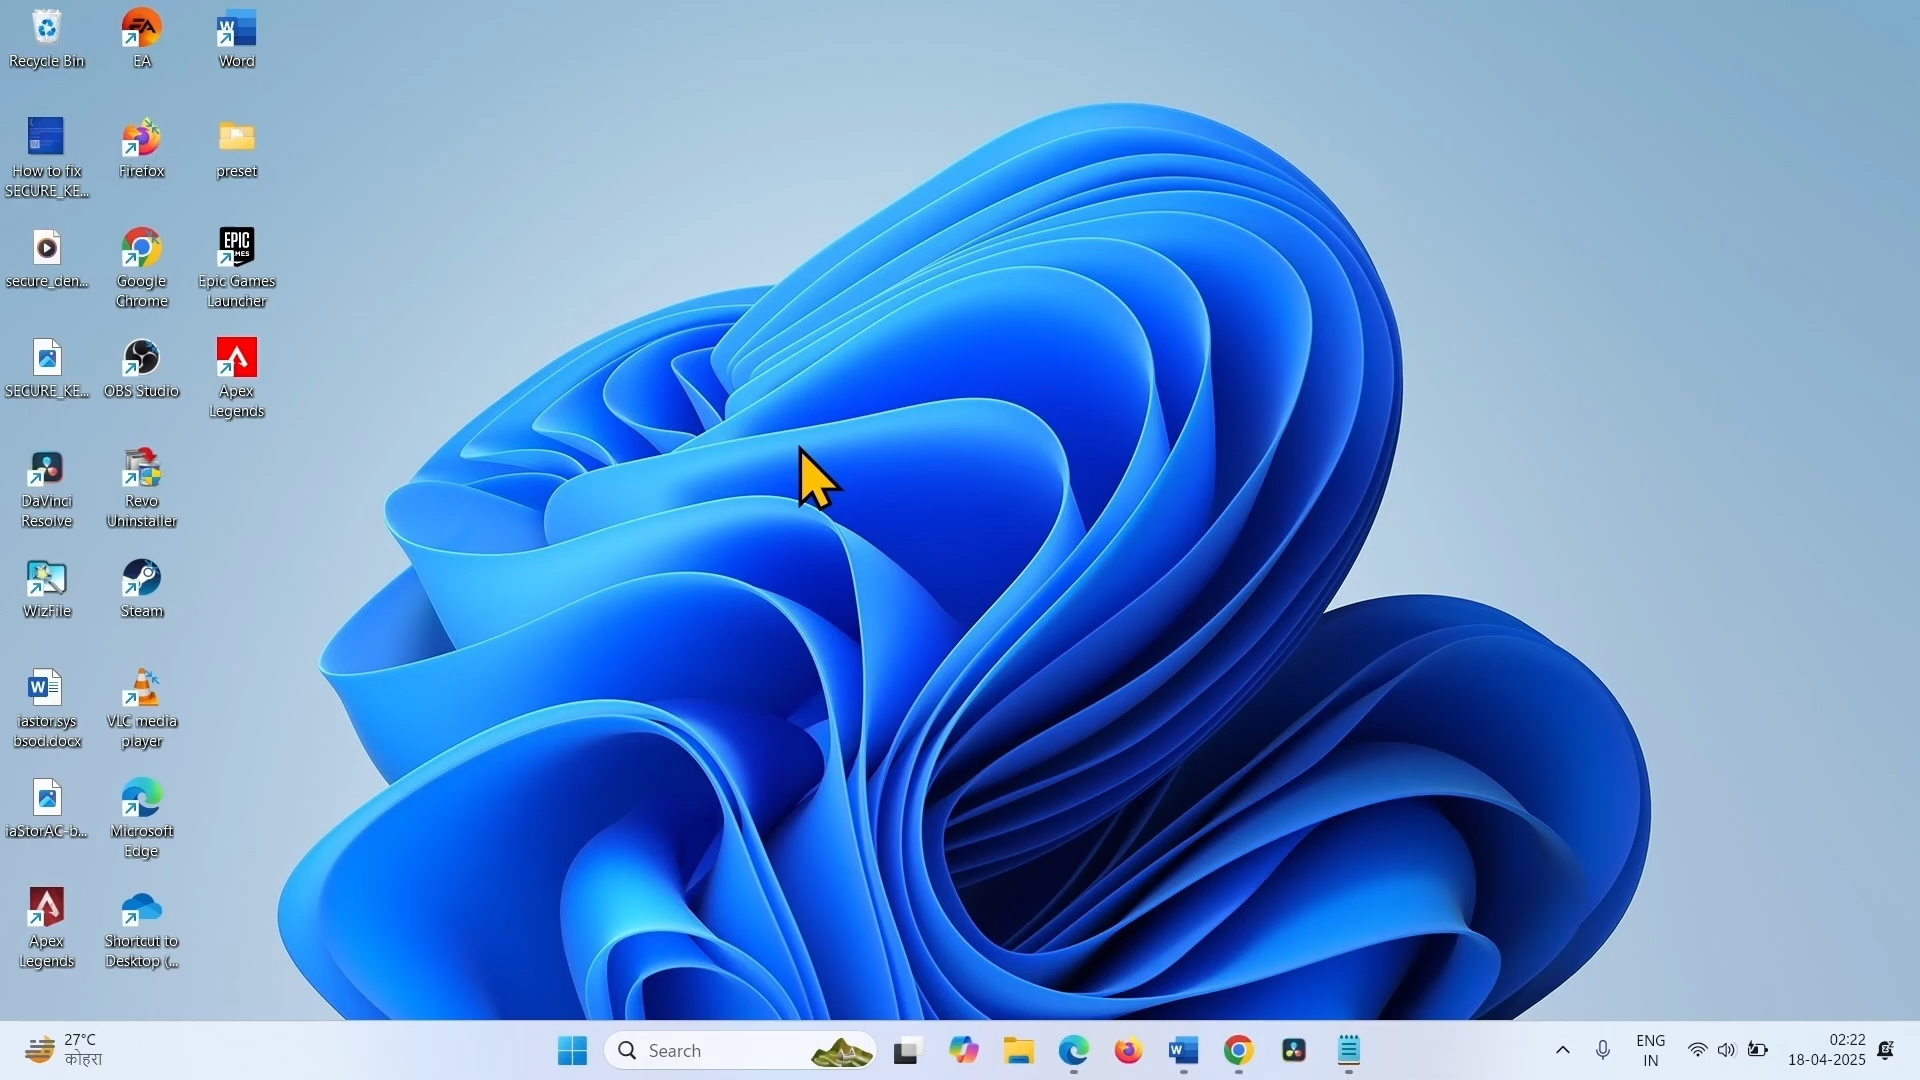 Recycle Bin
EA
Word
How to fix
SECURE_KE...
Firefox
preset
secure_den...
Google
Chrome
EPIC
GAMES
Epic Games
Launcher
SECURE_KE...
OBS Studio
Apex
Legends
DaVinci
Resolve
Revo
Uninstaller
WizFile
Steam
iastor.sys
bsod.docx
VLC media
player
iaStorAC-b...
Microsoft
Edge
Apex
Legends
Shortcut to
Desktop (...
27°C
कोहरा
Search
ENG
IN
02:22
18-04-2025